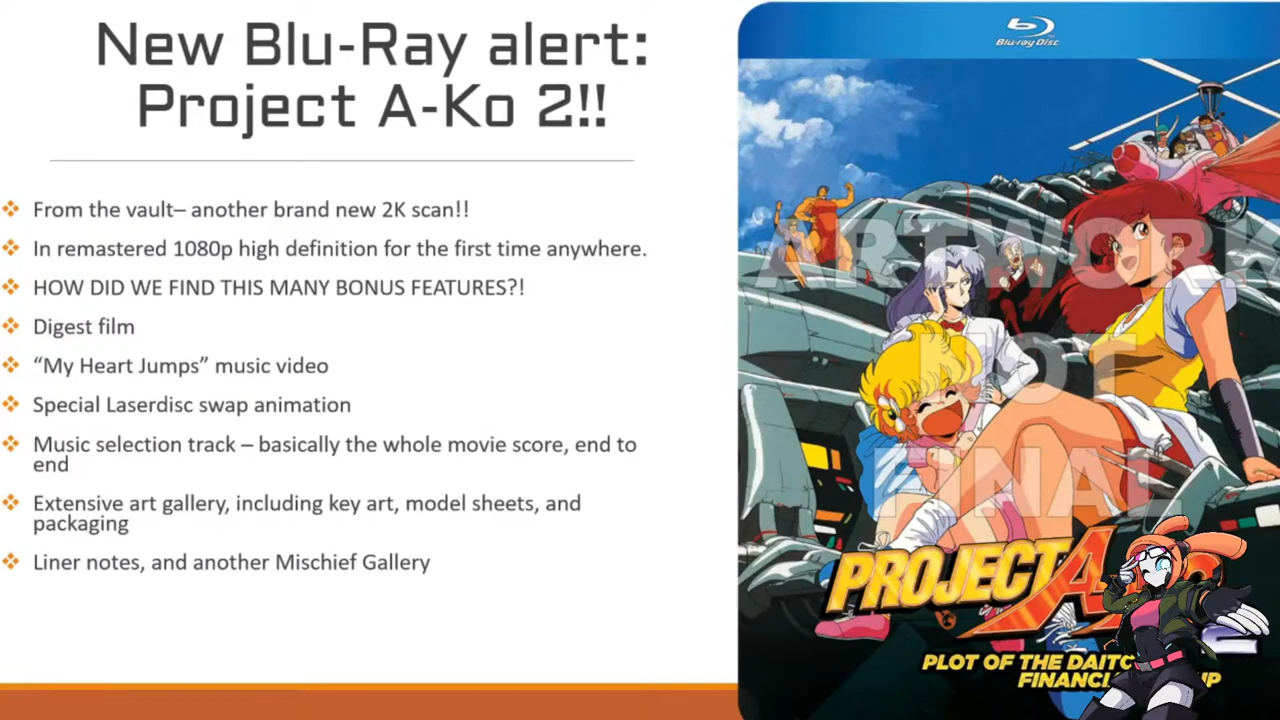 New Blu-Ray alert:
Project A-Ko 2!!
From the vault– another brand new 2K scan!!
In remastered 1080p high definition for the first time anywhere.
HOW DID WE FIND THIS MANY BONUS FEATURES?!
Digest film
“My Heart Jumps” music video
Special Laserdisc swap animation
Music selection track – basically the whole movie score, end to
end
Extensive art gallery, including key art, model sheets, and
packaging
Liner notes, and another Mischief Gallery
Blu-ray Disc
ARTWORK
NOT
FINAL
PROJECT A
2
PLOT OF THE